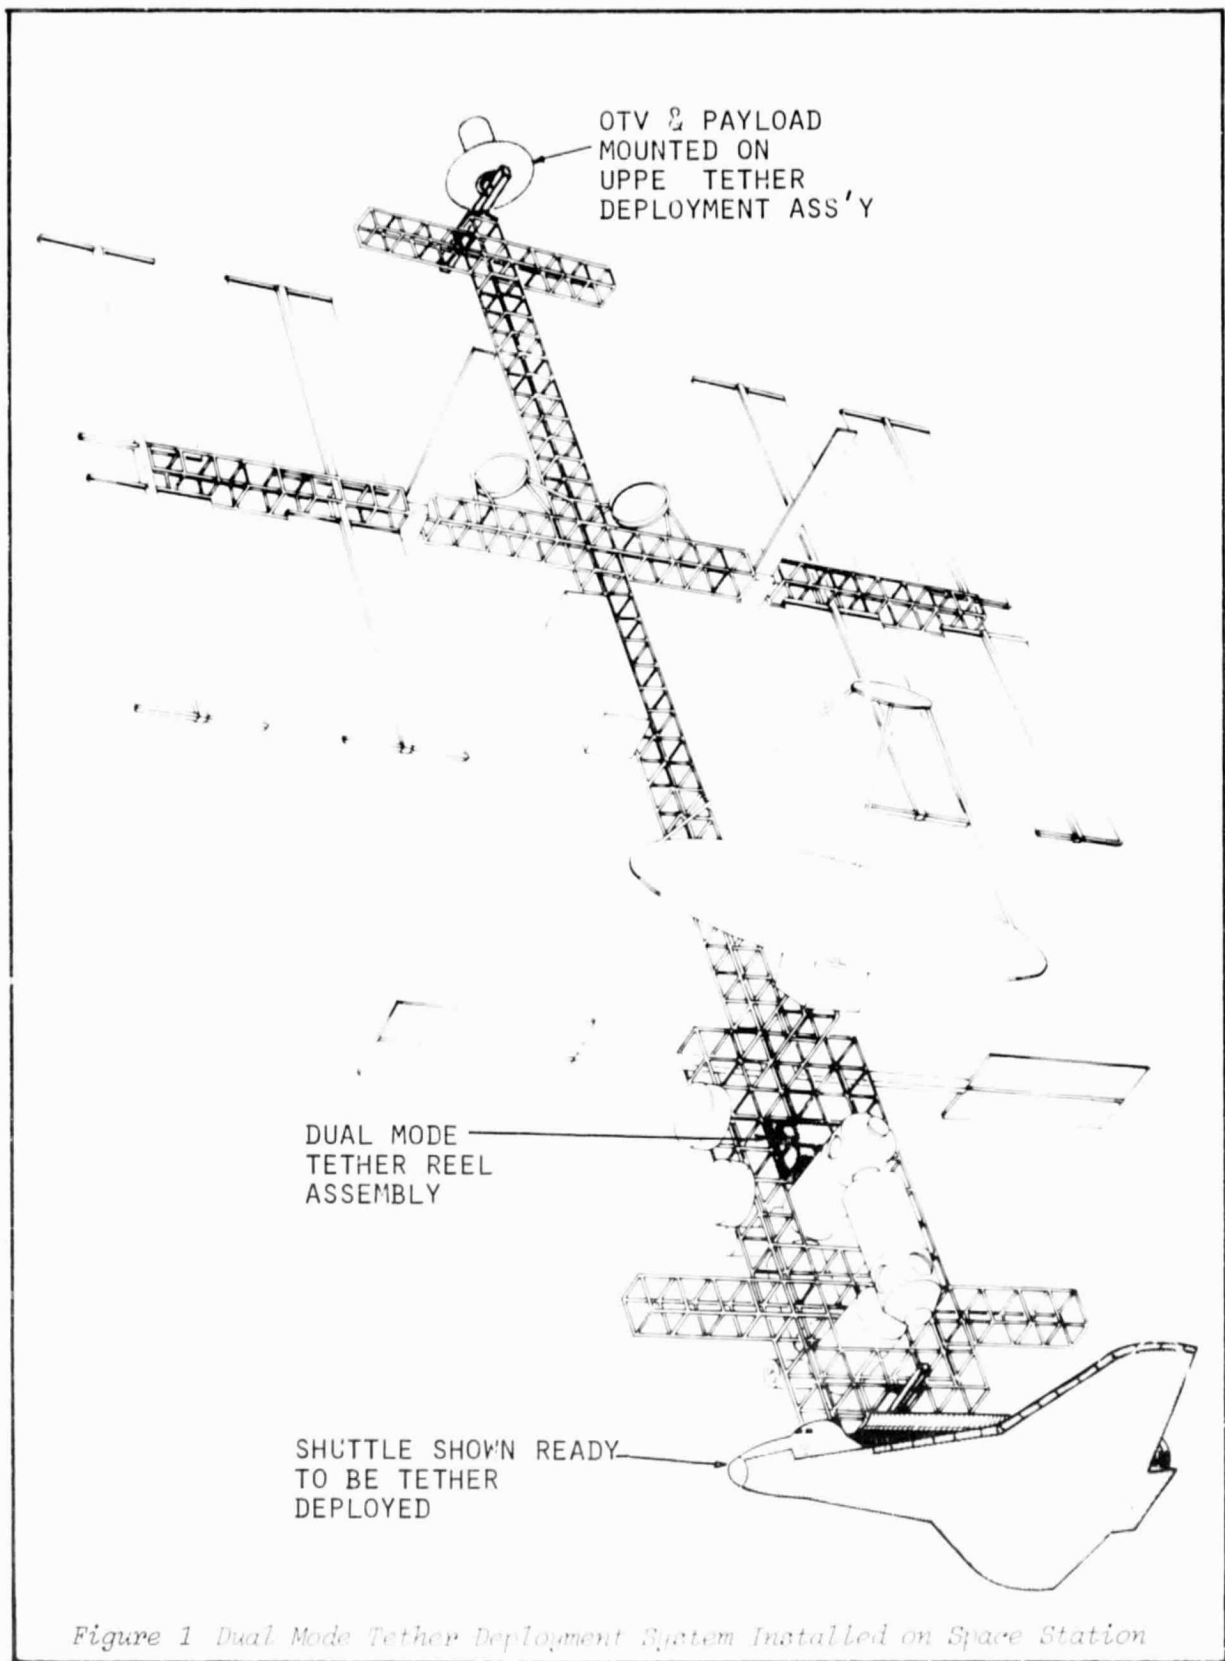 OTV & PAYLOAD
MOUNTED ON
UPPE TETHER
DEPLOYMENT ASS'Y
DUAL MODE
TETHER REEL
ASSEMBLY
SHUTTLE SHOWN READY
TO BE TETHER
DEPLOYED
Figure 1 Dual Mode Tether Deployment System Installed on Space Station